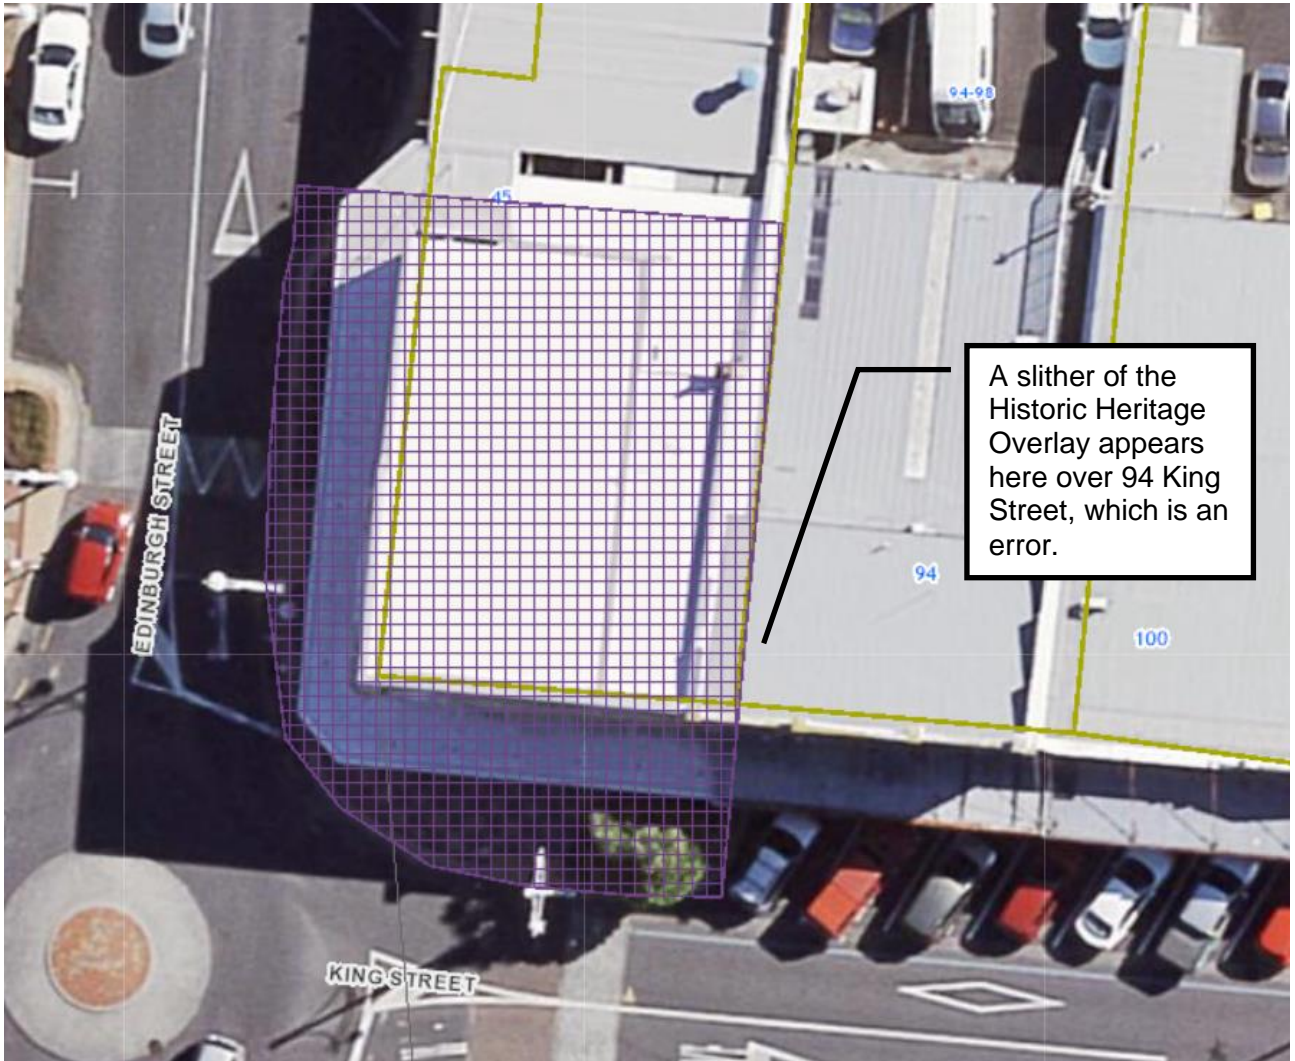 94-98
45
A slither of the
Historic Heritage
Overlay appears
here over 94 King
Street, which is an
error.
EDINBURGH STREET
94
100
KING STREET